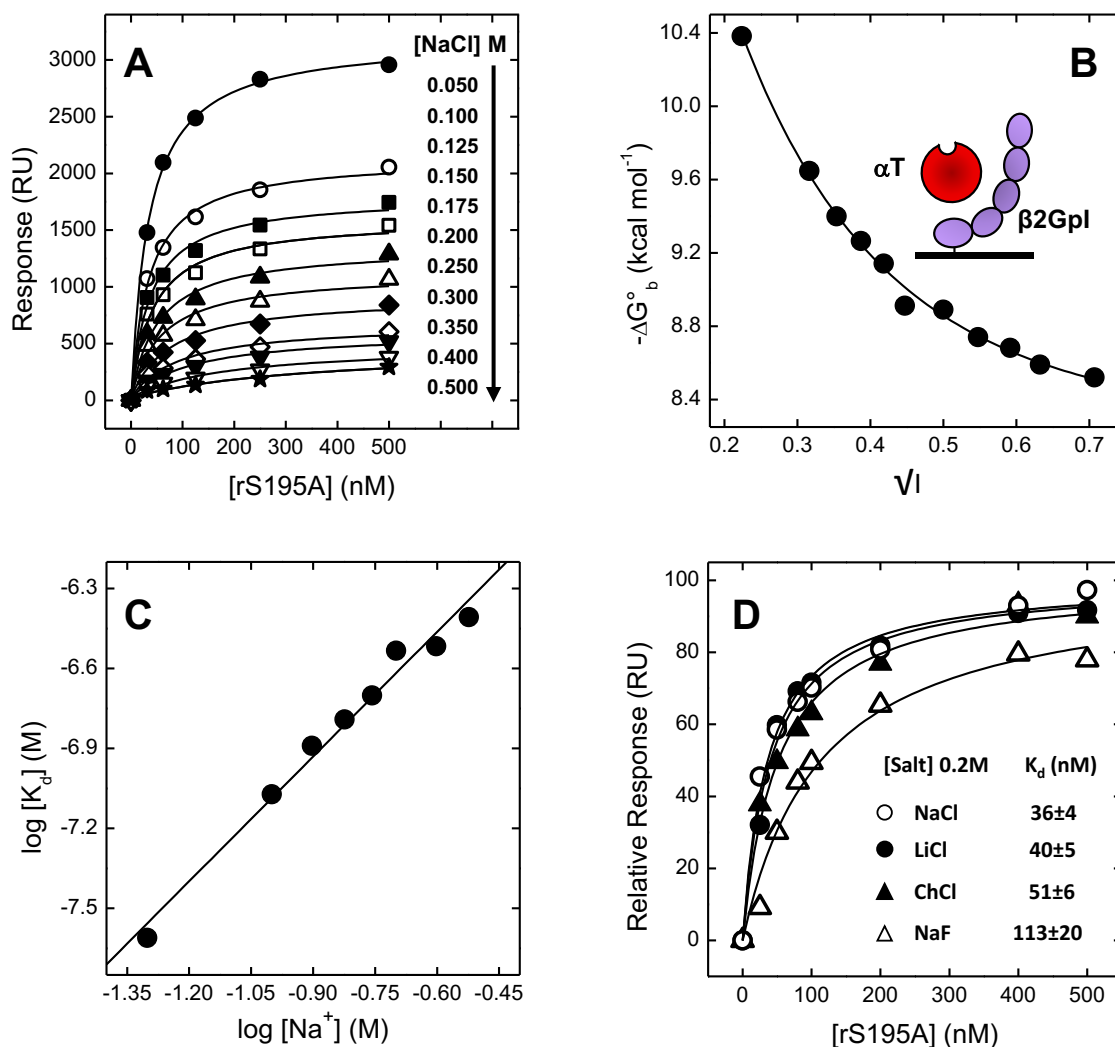 A
[NaCl] M
0.050
0.100
0.125
0.150
0.175
0.200
0.250
0.300
0.350
0.400
0.500
3000
2500
2000
1500
1000
500
0
Response (RU)
0 100 200 300 400 500
[rS195A] (nM)
B
10.4
10.0
9.6
9.2
8.8
8.4
-ΔG°b (kcal mol-1)
αT
β2GpI
0.2 0.3 0.4 0.5 0.6 0.7
√I
C
-6.3
-6.6
-6.9
-7.2
-7.5
log [Kd] (M)
-1.35 -1.20 -1.05 -0.90 -0.75 -0.60 -0.45
log [Na+] (M)
D
100
80
60
40
20
0
Relative Response (RU)
[Salt] 0.2M Kd (nM)
NaCl 36±4
LiCl 40±5
ChCl 51±6
NaF 113±20
0 100 200 300 400 500
[rS195A] (nM)